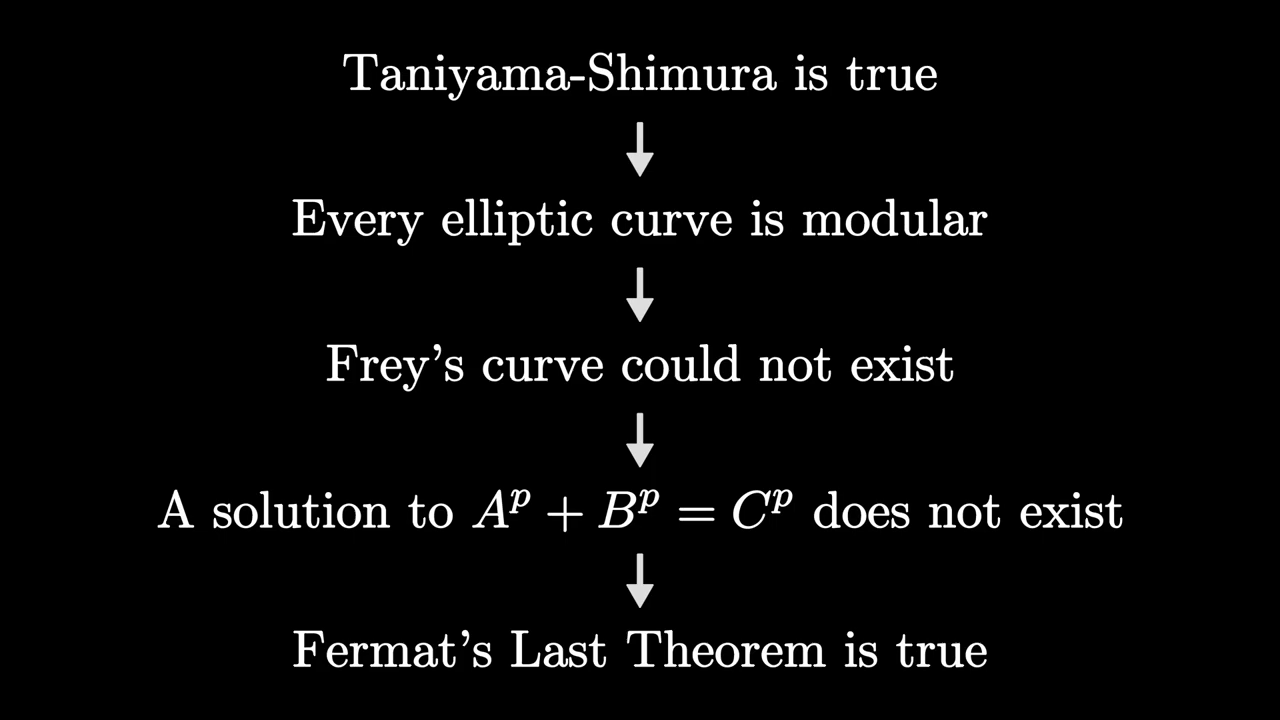 Taniyama-Shimura is true
↓
Every elliptic curve is modular
↓
Frey’s curve could not exist
↓
A solution to $A^p + B^p = C^p$ does not exist
↓
Fermat’s Last Theorem is true